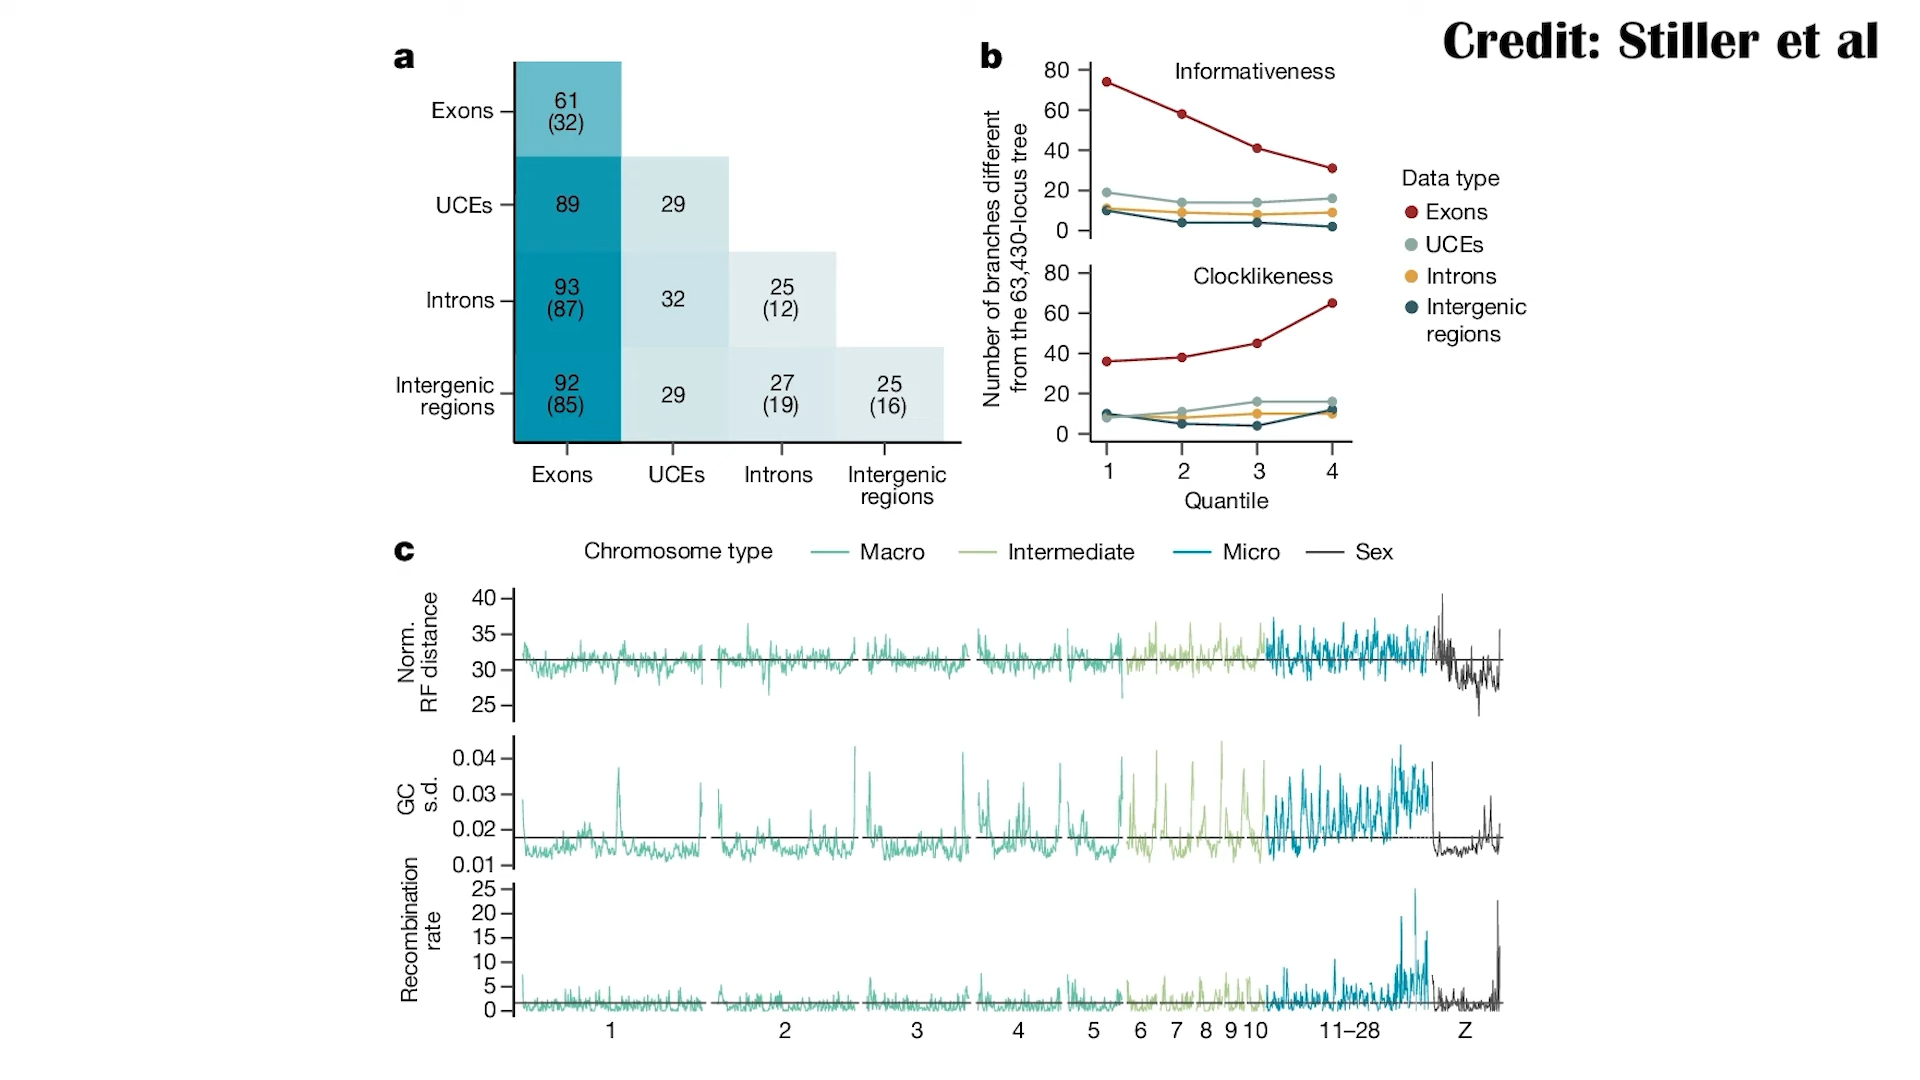 Credit: Stiller et al
a
Exons
61
(32)
UCEs
89
29
Introns
93
(87)
32
25
(12)
Intergenic
regions
92
(85)
29
27
(19)
25
(16)
Exons
UCEs
Introns
Intergenic
regions
b
Number of branches different
from the 63,430-locus tree
Informativeness
80
60
40
20
0
Clocklikeness
80
60
40
20
0
1 2 3 4
Quantile
Data type
Exons
UCEs
Introns
Intergenic
regions
c
Chromosome type Macro Intermediate Micro Sex
Norm.
RF distance
40
35
30
25
GC
s.d.
0.04
0.03
0.02
0.01
Recombination
rate
25
20
15
10
5
0
1 2 3 4 5 6 7 8 9 10 11–28 Z